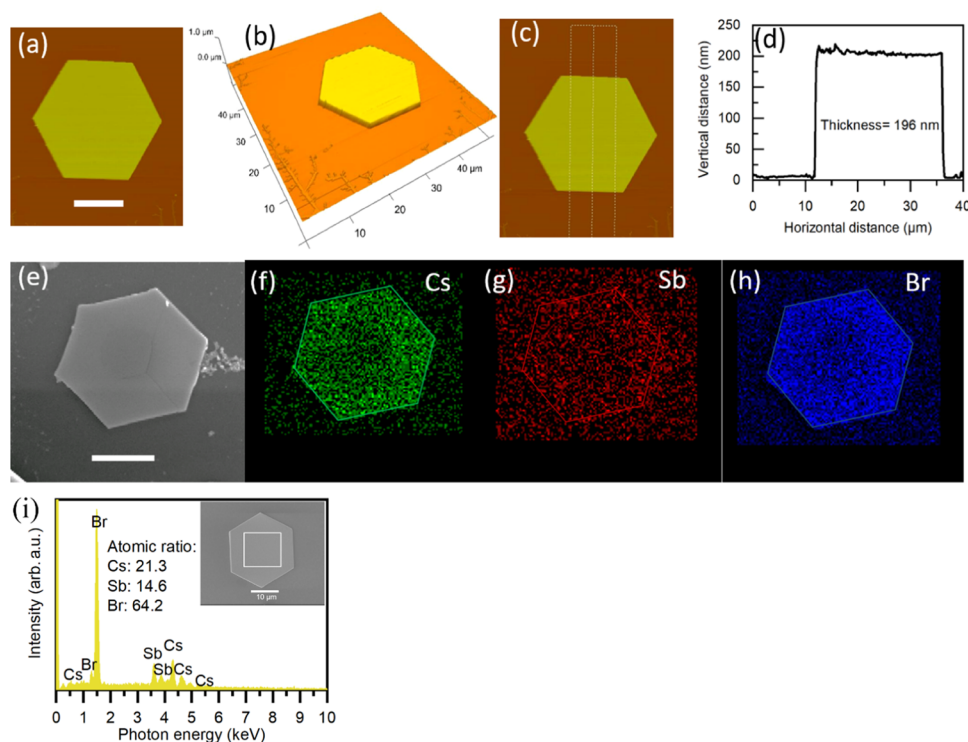 (a)
(b)
1.0 µm
0.0 µm
40 µm
30
20
10
10
20
30
40 µm
(c)
(d)
Vertical distance (nm)
250
200
150
100
50
0
Thickness= 196 nm
0 10 20 30 40
Horizontal distance (µm)
(e)
(f) Cs
(g) Sb
(h) Br
(i)
Intensity (arb. a.u.)
Br
Atomic ratio:
Cs: 21.3
Sb: 14.6
Br: 64.2
10 µm
Cs
Br
Sb
Cs
Sb
Cs
Cs
0 1 2 3 4 5 6 7 8 9 10
Photon energy (keV)